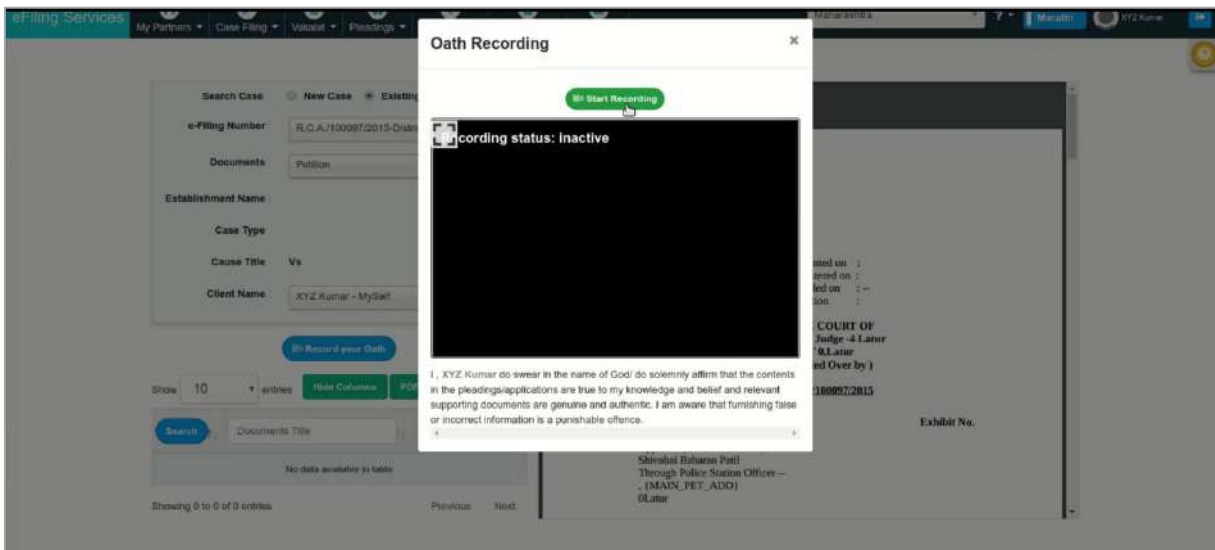 eFiling Services
My Partners Case Filing Vakalat Pleadings
Maharashtra
? Marathi XYZ Kumar
Oath Recording
×
Start Recording
Recording status: inactive
I , XYZ Kumar do swear in the name of God/ do solemnly affirm that the contents
in the pleadings/applications are true to my knowledge and belief and relevant
supporting documents are genuine and authentic. I am aware that furnishing false
or incorrect information is a punishable offence.
Search Case New Case Existing
e-Filing Number R.C.A./100097/2015-Distri
Documents Petition
Establishment Name
Case Type
Cause Title Vs
Client Name XYZ Kumar - MySelf
Record your Oath
Show 10 entries Hide Columns PDF
Search Documents Title
No data available in table
Showing 0 to 0 of 0 entries Previous Next
COURT OF
Judge -4 Latur
0,Latur
ed Over by )
/100097/2015
Exhibit No.
Shivabai Babarao Patil
Through Police Station Officer --
, {MAIN_PET_ADD}
0Latur